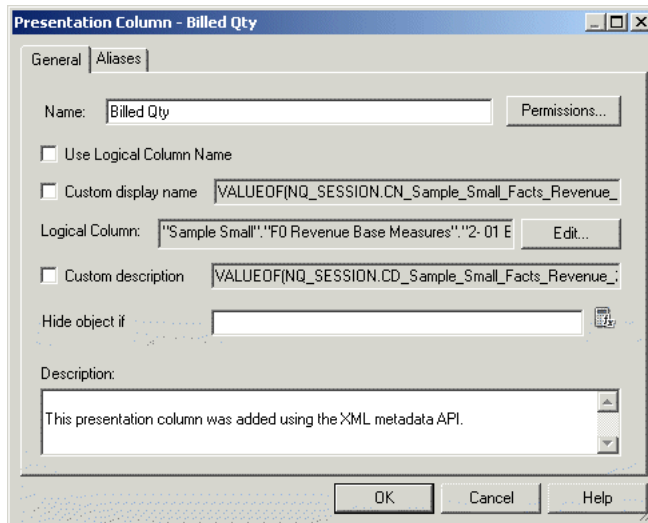 Presentation Column - Billed Qty
General Aliases
Name: Billed Qty Permissions...
Use Logical Column Name
Custom display name VALUEOF(NQ_SESSION.CN_Sample_Small_Facts_Revenue_
Logical Column: "Sample Small"."F0 Revenue Base Measures"."2- 01 B Edit...
Custom description VALUEOF(NQ_SESSION.CD_Sample_Small_Facts_Revenue_
Hide object if
Description:
This presentation column was added using the XML metadata API.
OK Cancel Help